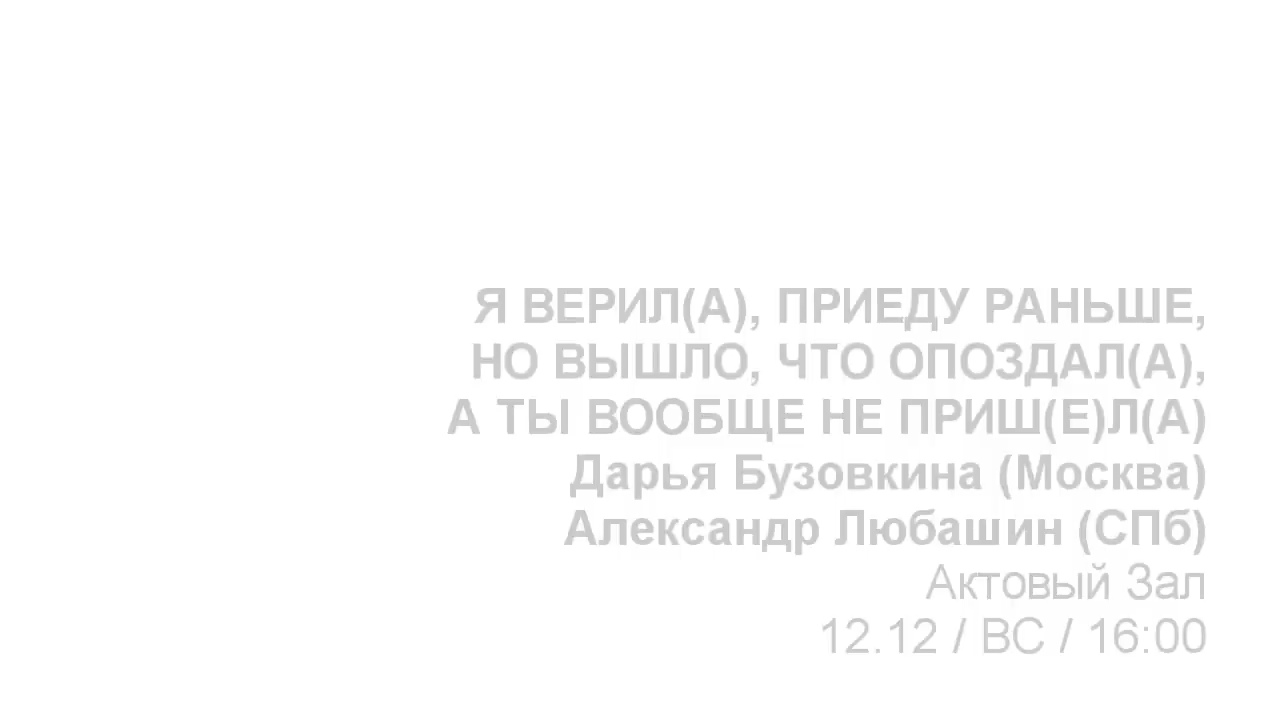 Я ВЕРИЛ(А), ПРИЕДУ РАНЬШЕ,
НО ВЫШЛО, ЧТО ОПОЗДАЛ(А),
А ТЫ ВООБЩЕ НЕ ПРИШ(Е)Л(А)
Дарья Бузовкина (Москва)
Александр Любашин (СПб)
Актовый Зал
12.12 / ВС / 16:00